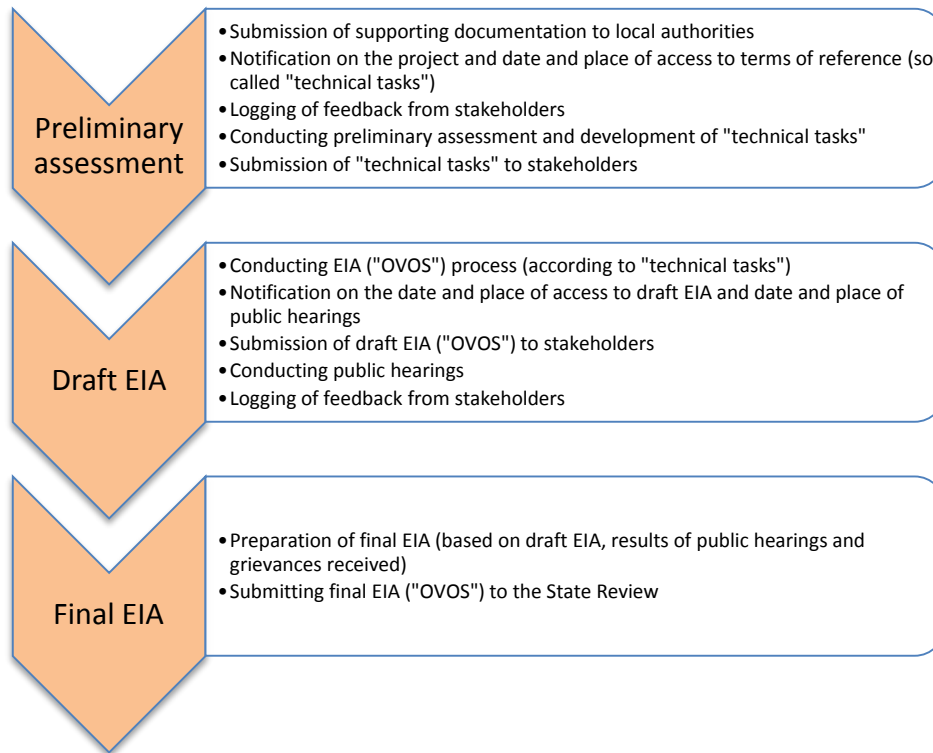 Preliminary
assessment
•Submission of supporting documentation to local authorities
•Notification on the project and date and place of access to terms of reference (so
called "technical tasks")
•Logging of feedback from stakeholders
•Conducting preliminary assessment and development of "technical tasks"
•Submission of "technical tasks" to stakeholders
Draft EIA
•Conducting EIA ("OVOS") process (according to "technical tasks")
•Notification on the date and place of access to draft EIA and date and place of
public hearings
•Submission of draft EIA ("OVOS") to stakeholders
•Conducting public hearings
•Logging of feedback from stakeholders
Final EIA
•Preparation of final EIA (based on draft EIA, results of public hearings and
grievances received)
•Submitting final EIA ("OVOS") to the State Review